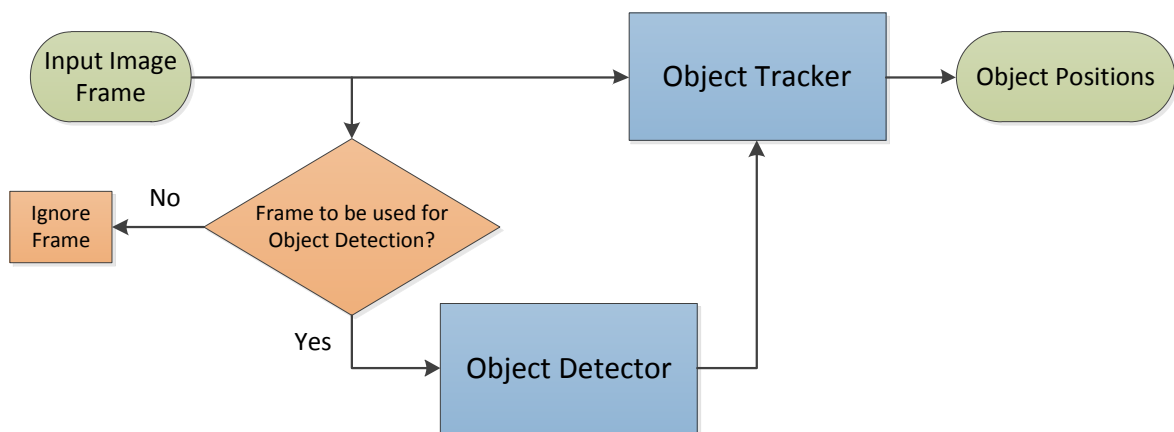 Input Image
Frame
Object Tracker
Object Positions
No
Ignore
Frame
Frame to be used for
Object Detection?
Yes
Object Detector